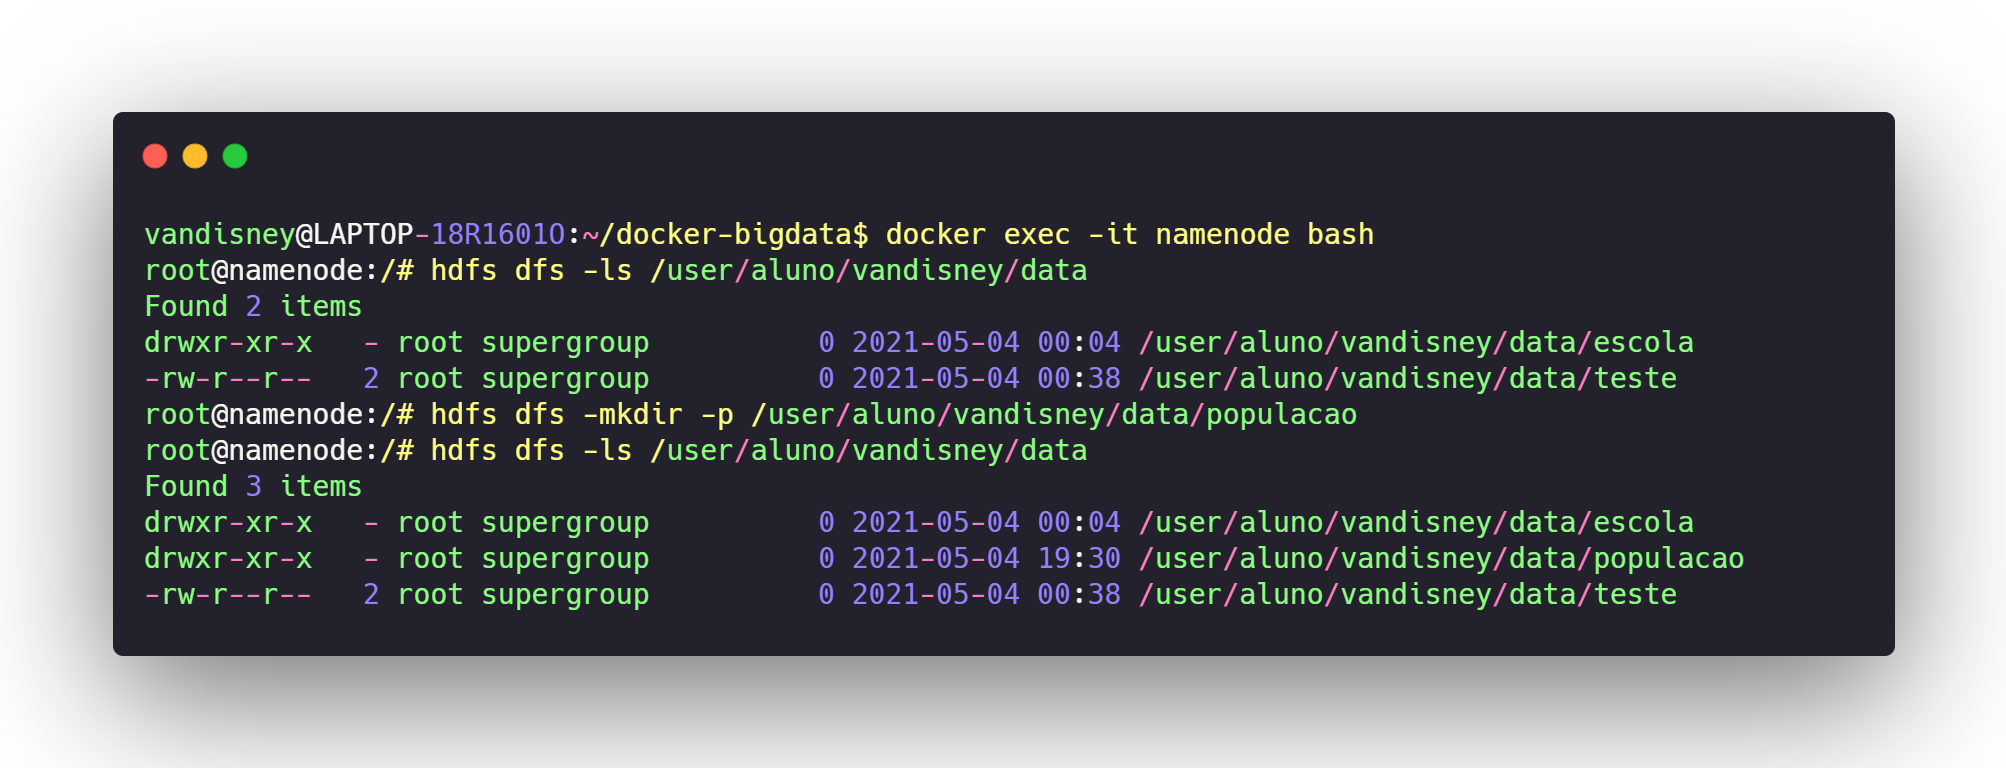 vandisney@LAPTOP-18R1601O:~/docker-bigdata$ docker exec -it namenode bash
root@namenode:/# hdfs dfs -ls /user/aluno/vandisney/data
Found 2 items
drwxr-xr-x   - root supergroup          0 2021-05-04 00:04 /user/aluno/vandisney/data/escola
-rw-r--r--   2 root supergroup          0 2021-05-04 00:38 /user/aluno/vandisney/data/teste
root@namenode:/# hdfs dfs -mkdir -p /user/aluno/vandisney/data/populacao
root@namenode:/# hdfs dfs -ls /user/aluno/vandisney/data
Found 3 items
drwxr-xr-x   - root supergroup          0 2021-05-04 00:04 /user/aluno/vandisney/data/escola
drwxr-xr-x   - root supergroup          0 2021-05-04 19:30 /user/aluno/vandisney/data/populacao
-rw-r--r--   2 root supergroup          0 2021-05-04 00:38 /user/aluno/vandisney/data/teste